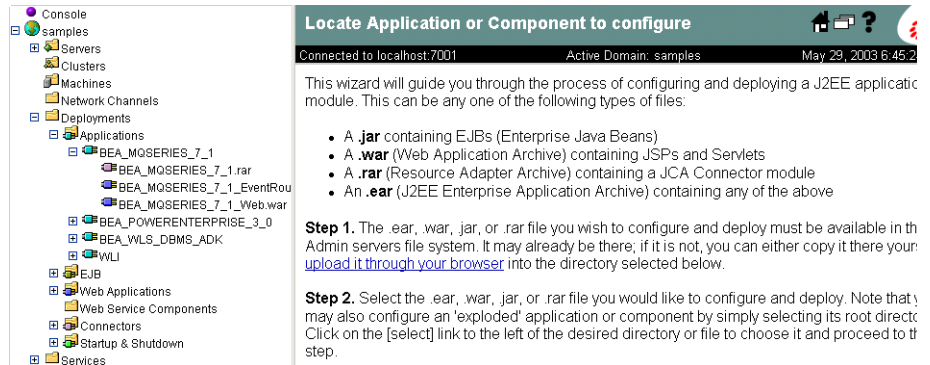 Console
samples
Servers
Clusters
Machines
Network Channels
Deployments
Applications
BEA_MQSERIES_7_1
BEA_MQSERIES_7_1.rar
BEA_MQSERIES_7_1_EventRou
BEA_MQSERIES_7_1_Web.war
BEA_POWERENTERPRISE_3_0
BEA_WLS_DBMS_ADK
WLI
EJB
Web Applications
Web Service Components
Connectors
Startup & Shutdown
Services
Locate Application or Component to configure
?
Connected to localhost:7001 Active Domain: samples May 29, 2003 6:45:2
This wizard will guide you through the process of configuring and deploying a J2EE applicatio
module. This can be any one of the following types of files:
• A .jar containing EJBs (Enterprise Java Beans)
• A .war (Web Application Archive) containing JSPs and Servlets
• A .rar (Resource Adapter Archive) containing a JCA Connector module
• An .ear (J2EE Enterprise Application Archive) containing any of the above
Step 1. The .ear, .war, .jar, or .rar file you wish to configure and deploy must be available in th
Admin servers file system. It may already be there; if it is not, you can either copy it there yours
upload it through your browser into the directory selected below.
Step 2. Select the .ear, .war, .jar, or .rar file you would like to configure and deploy. Note that y
may also configure an 'exploded' application or component by simply selecting its root directo
Click on the [select] link to the left of the desired directory or file to choose it and proceed to th
step.